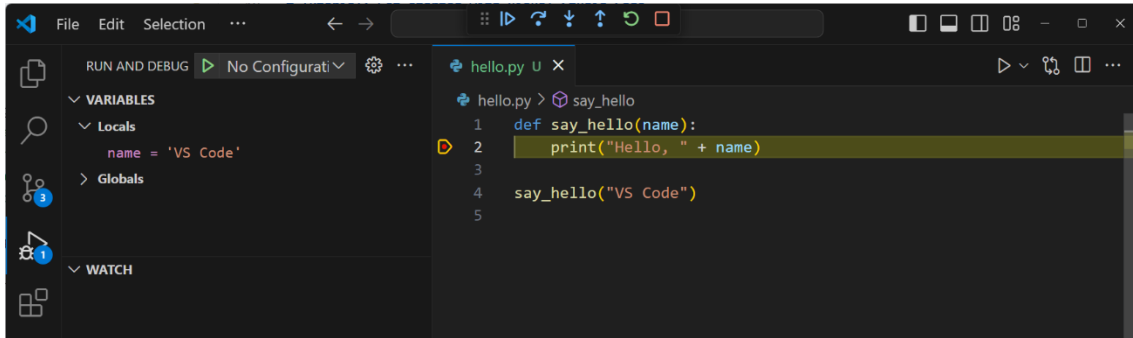 File Edit Selection ···
RUN AND DEBUG No Configurati
VARIABLES
Locals
name = 'VS Code'
Globals
3
1
WATCH
hello.py U
hello.py > say_hello
1 def say_hello(name):
2 print("Hello, " + name)
3
4 say_hello("VS Code")
5